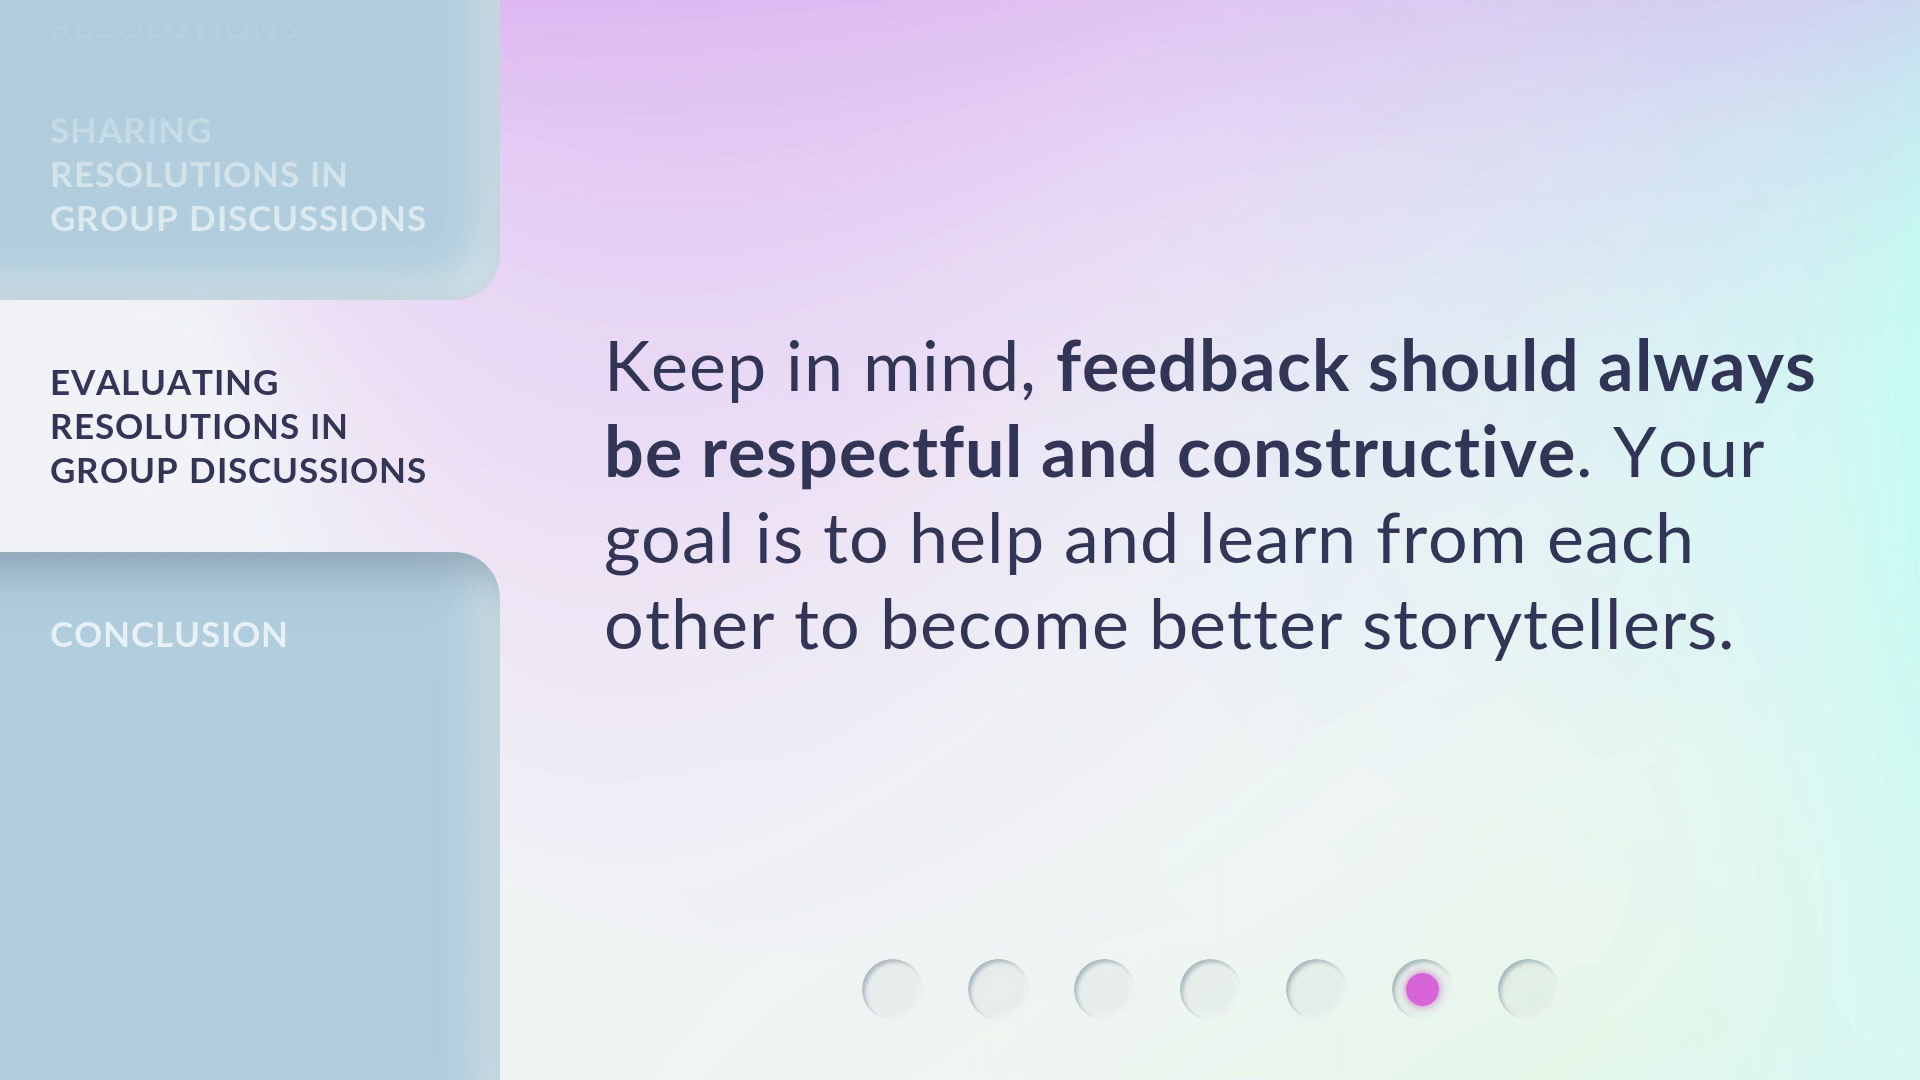 RESOLUTIONS
SHARING
RESOLUTIONS IN
GROUP DISCUSSIONS
EVALUATING
RESOLUTIONS IN
GROUP DISCUSSIONS
CONCLUSION
Keep in mind, feedback should always
be respectful and constructive. Your
goal is to help and learn from each
other to become better storytellers.